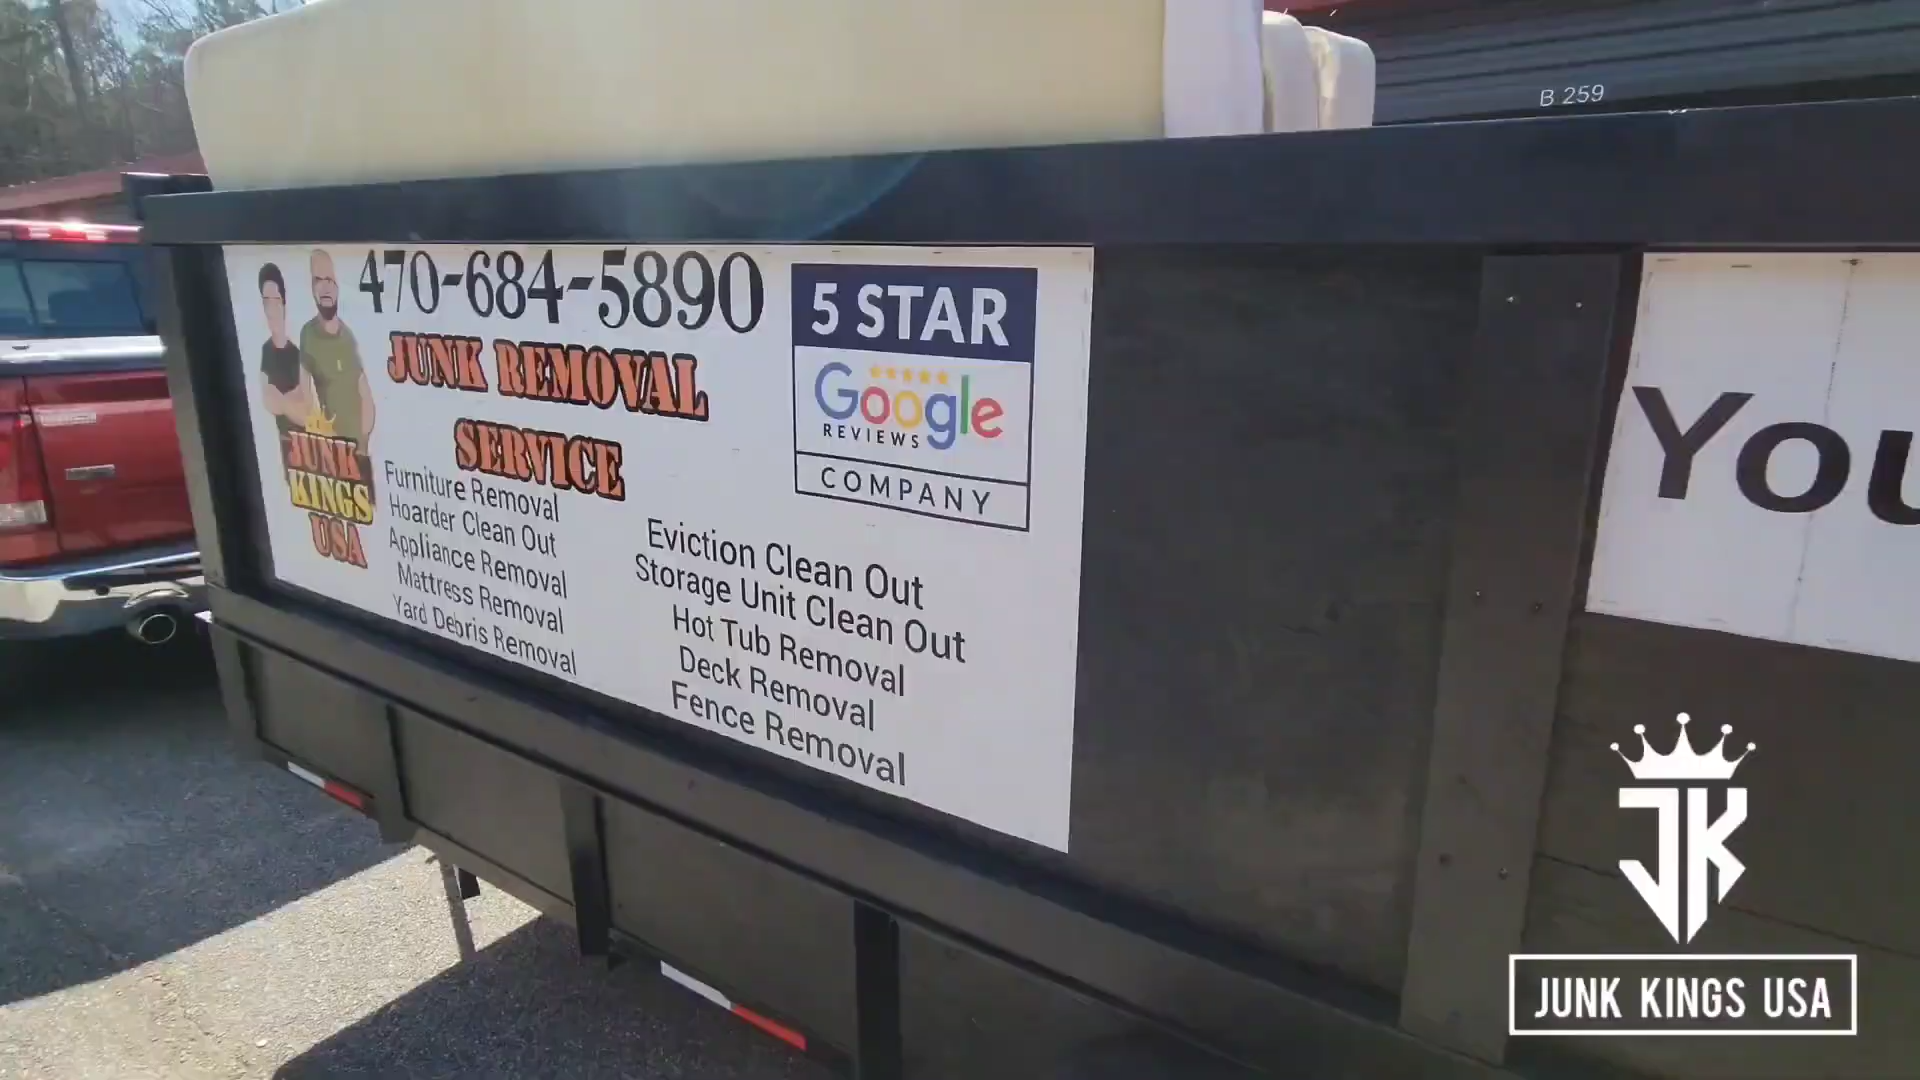 B 259
470-684-5890
JUNK REMOVAL
SERVICE
5 STAR
Google
REVIEWS
COMPANY
JUNK
KINGS
USA
Furniture Removal
Hoarder Clean Out
Appliance Removal
Mattress Removal
Yard Debris Removal
Eviction Clean Out
Storage Unit Clean Out
Hot Tub Removal
Deck Removal
Fence Removal
You
JK
JUNK KINGS USA